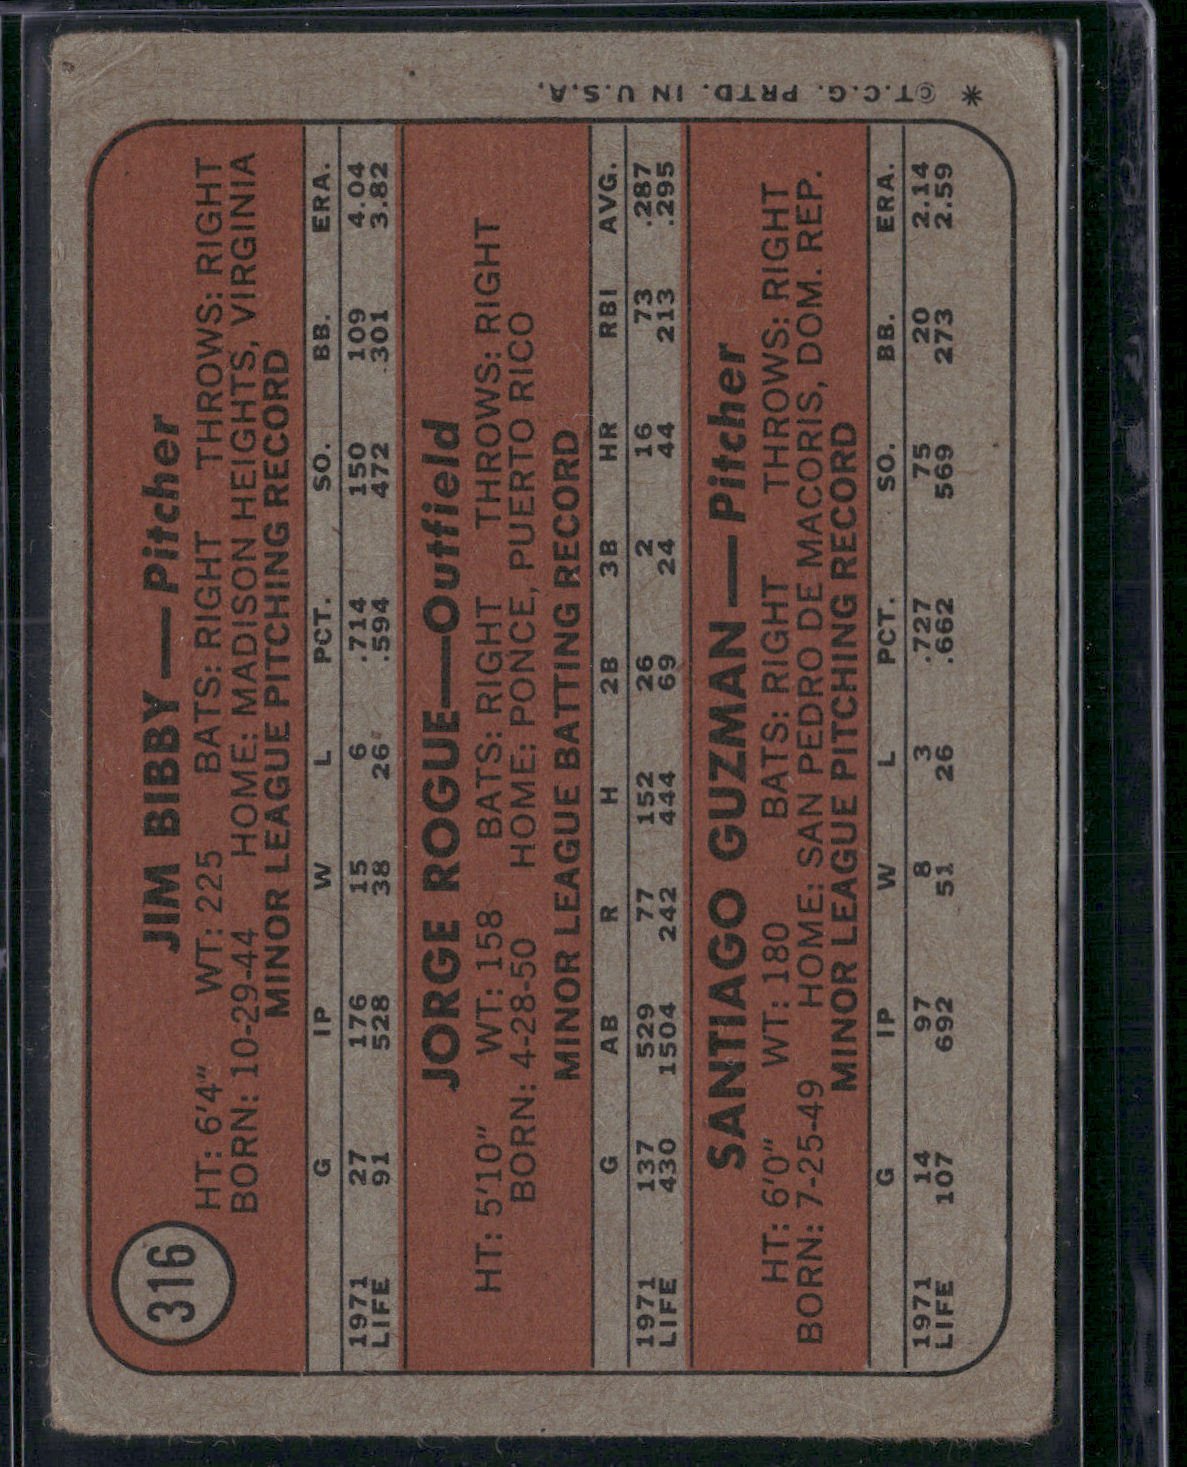 316
JIM BIBBY—Pitcher
HT: 6'4" WT: 225 BATS: RIGHT THROWS: RIGHT
BORN: 10-29-44 HOME: MADISON HEIGHTS, VIRGINIA
MINOR LEAGUE PITCHING RECORD
G IP W L PCT. SO. BB. ERA.
1971 27 176 15 6 .714 150 109 4.04
LIFE 91 528 38 26 .594 472 301 3.82
JORGE ROGUE—Outfield
HT: 5'10" WT: 158 BATS: RIGHT THROWS: RIGHT
BORN: 4-28-50 HOME: PONCE, PUERTO RICO
MINOR LEAGUE BATTING RECORD
G AB R H 2B 3B HR RBI AVG.
1971 137 529 77 152 26 2 16 73 .287
LIFE 430 1504 242 444 69 24 44 213 .295
SANTIAGO GUZMAN—Pitcher
HT: 6'0" WT: 180 BATS: RIGHT THROWS: RIGHT
BORN: 7-25-49 HOME: SAN PEDRO DE MACORIS, DOM. REP.
MINOR LEAGUE PITCHING RECORD
G IP W L PCT. SO. BB. ERA.
1971 14 97 8 3 .727 75 20 2.14
LIFE 107 692 51 26 .662 569 273 2.59
* ©T.C.G. PRTD. IN U.S.A.